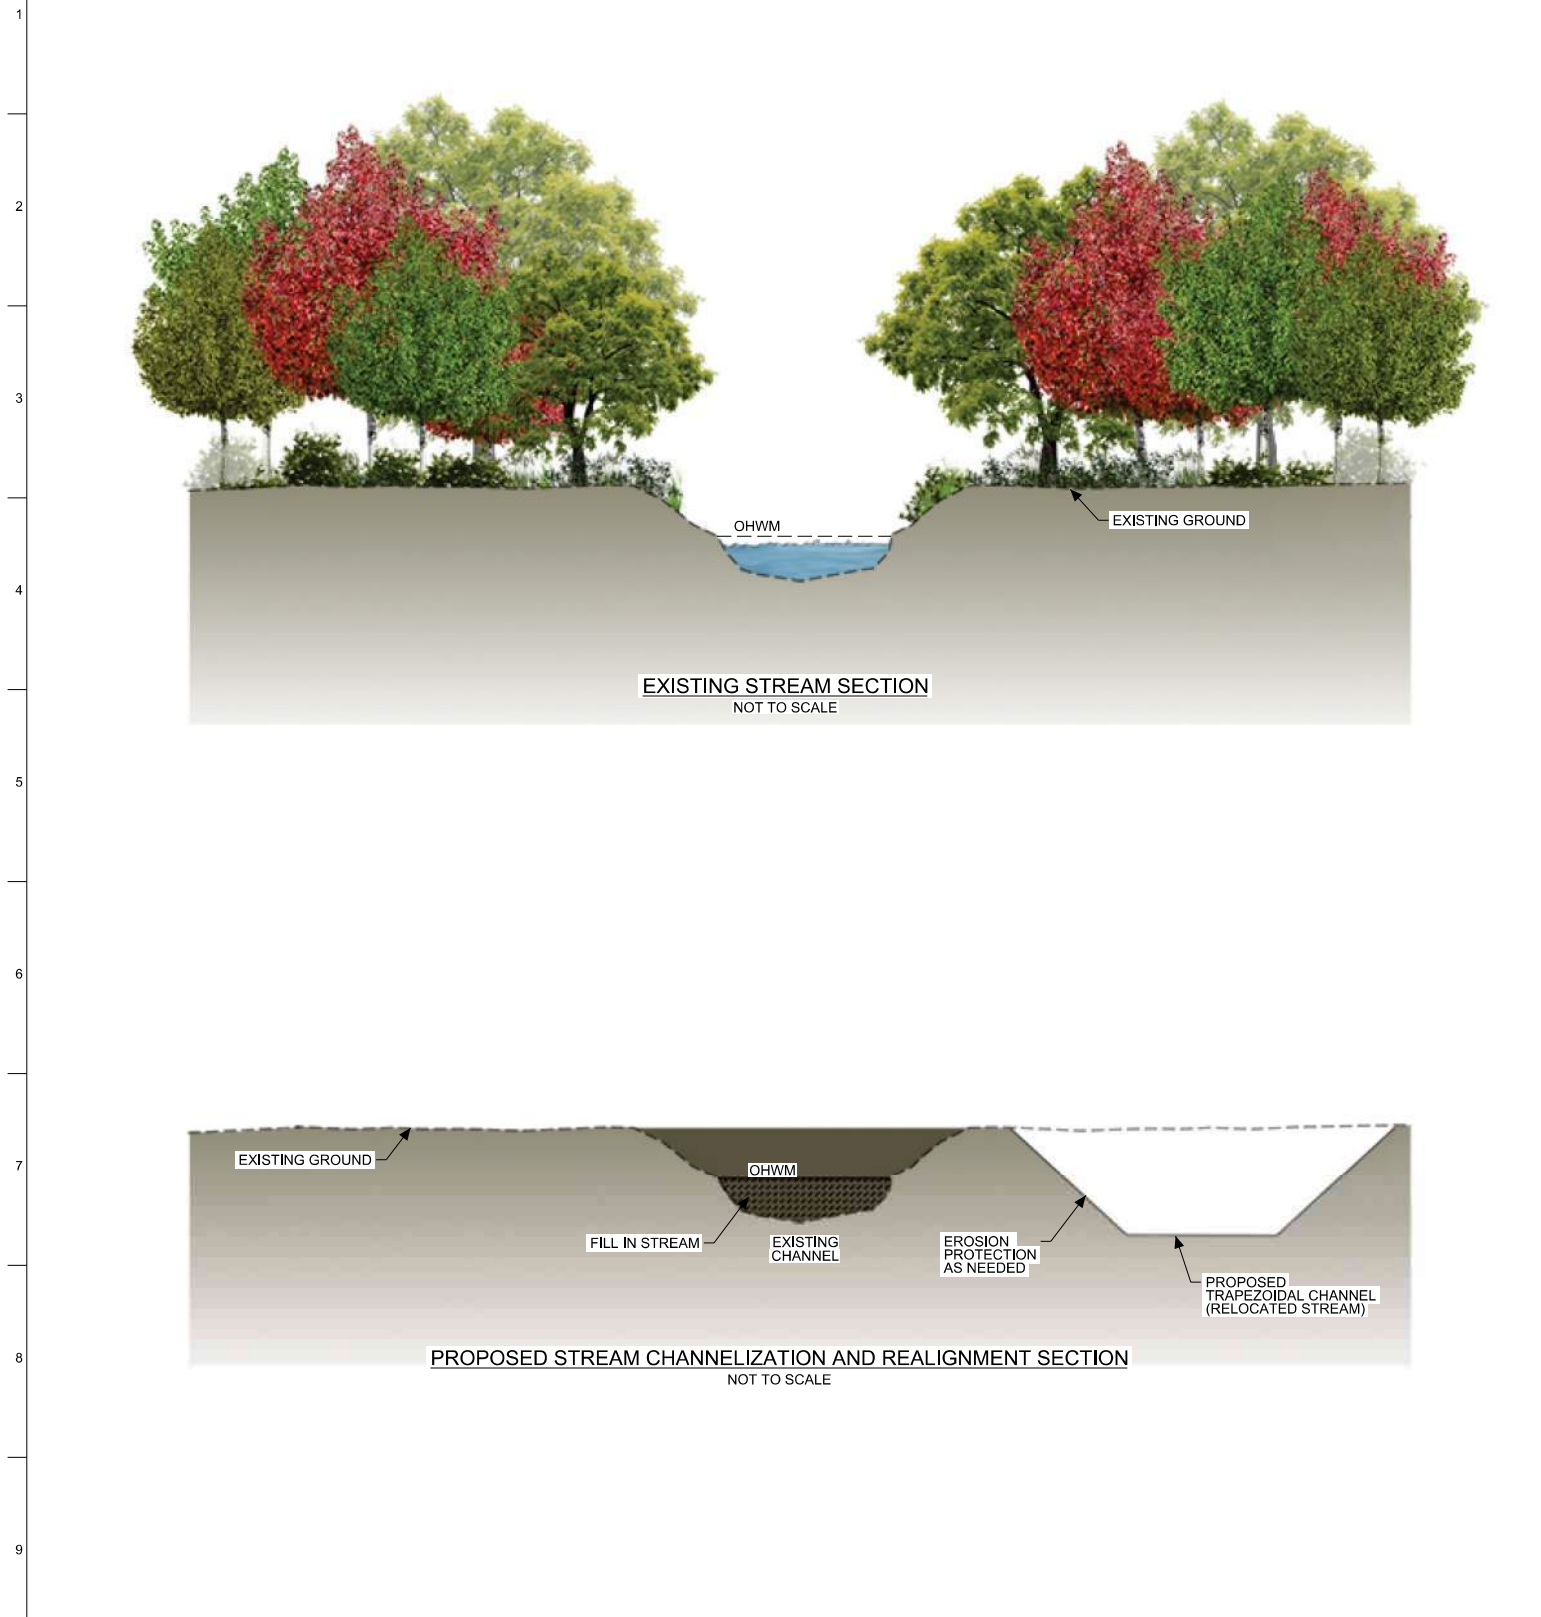 1
2
3
OHWM
EXISTING GROUND
4
EXISTING STREAM SECTION
NOT TO SCALE
5
6
7
EXISTING GROUND
OHWM
FILL IN STREAM
EXISTING
CHANNEL
EROSION
PROTECTION
AS NEEDED
PROPOSED
TRAPEZOIDAL CHANNEL
(RELOCATED STREAM)
8
PROPOSED STREAM CHANNELIZATION AND REALIGNMENT SECTION
NOT TO SCALE
9